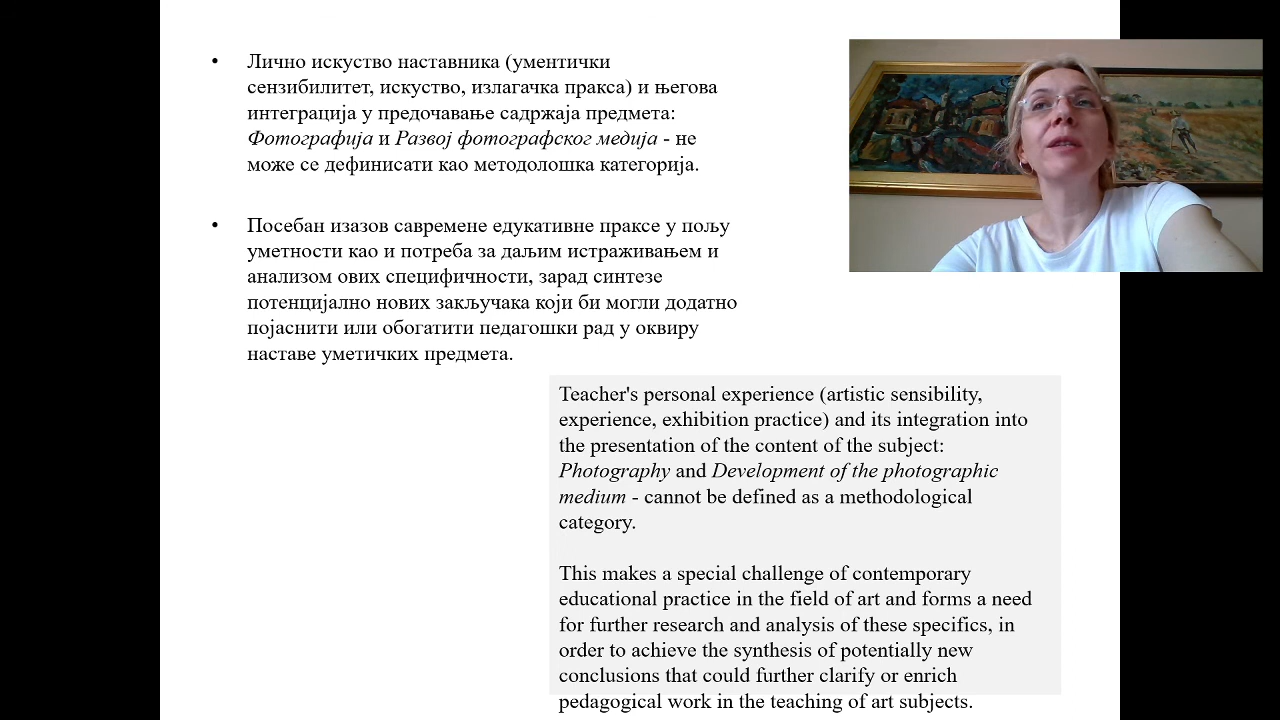 • Лично искуство наставника (ументички
сензибилитет, искуство, излагачка пракса) и његова
интеграција у предочавање садржаја предмета:
Фотографија и Развој фотографског медија - не
може се дефинисати као методолошка категорија.
• Посебан изазов савремене едукативне праксе у пољу
уметности као и потреба за даљим истраживањем и
анализом ових специфичности, зарад синтезе
потенцијално нових закључака који би могли додатно
појаснити или обогатити педагошки рад у оквиру
наставе уметичких предмета.
Teacher's personal experience (artistic sensibility,
experience, exhibition practice) and its integration into
the presentation of the content of the subject:
Photography and Development of the photographic
medium - cannot be defined as a methodological
category.
This makes a special challenge of contemporary
educational practice in the field of art and forms a need
for further research and analysis of these specifics, in
order to achieve the synthesis of potentially new
conclusions that could further clarify or enrich
pedagogical work in the teaching of art subjects.